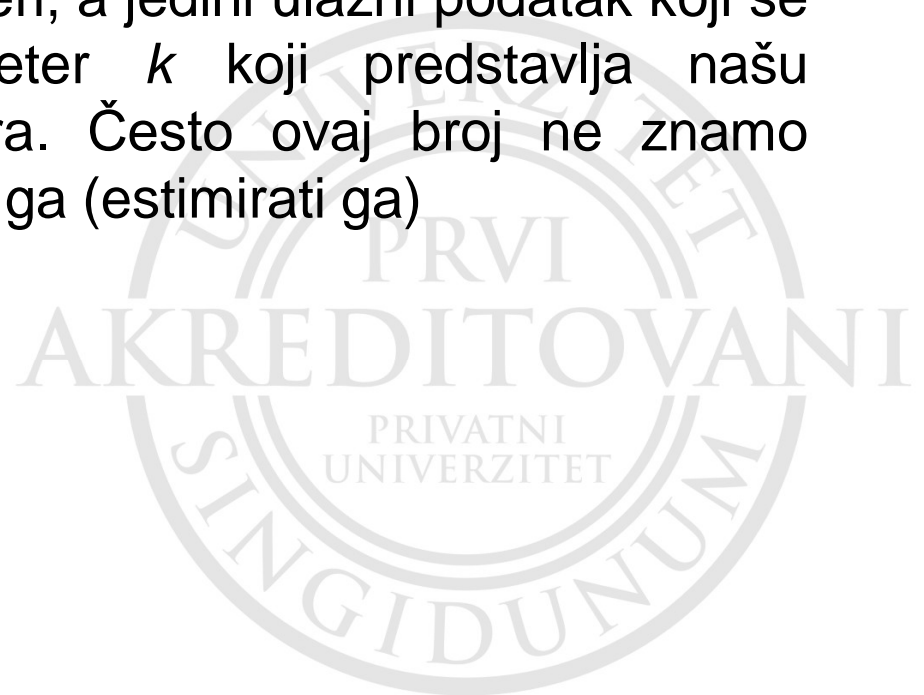 a jedini ulazni podatak koji se
eter k koji predstavlja našu
ra. Često ovaj broj ne znamo
ga (estimirati ga)
UNIVERZITET
PRVI
AKREDITOVANI
PRIVATNI
UNIVERZITET
SINGIDUNUM